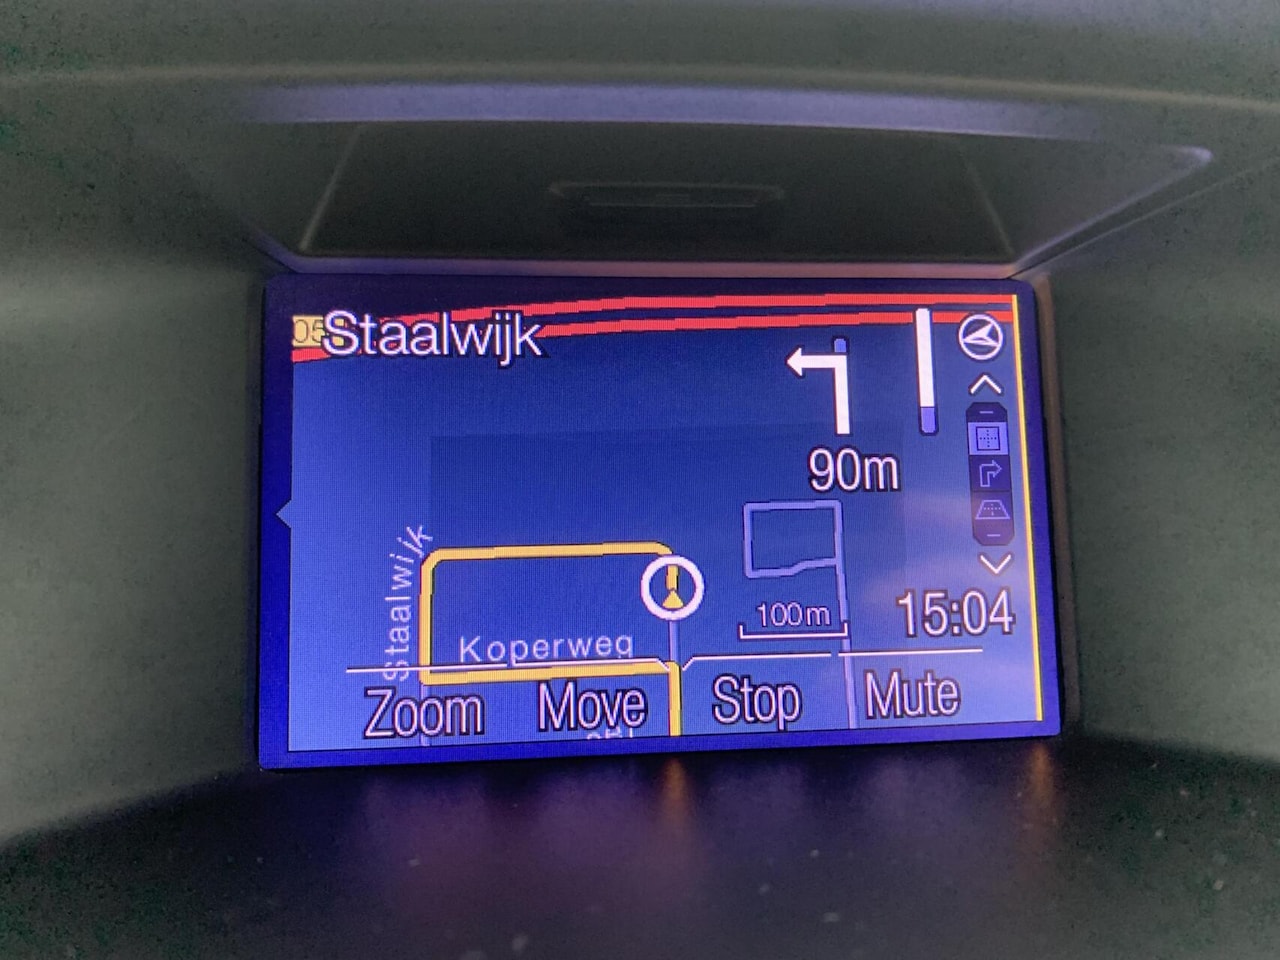 Staalwijk
90m
Staalwijk
100m
15:04
Koperweg
Zoom Move Stop Mute